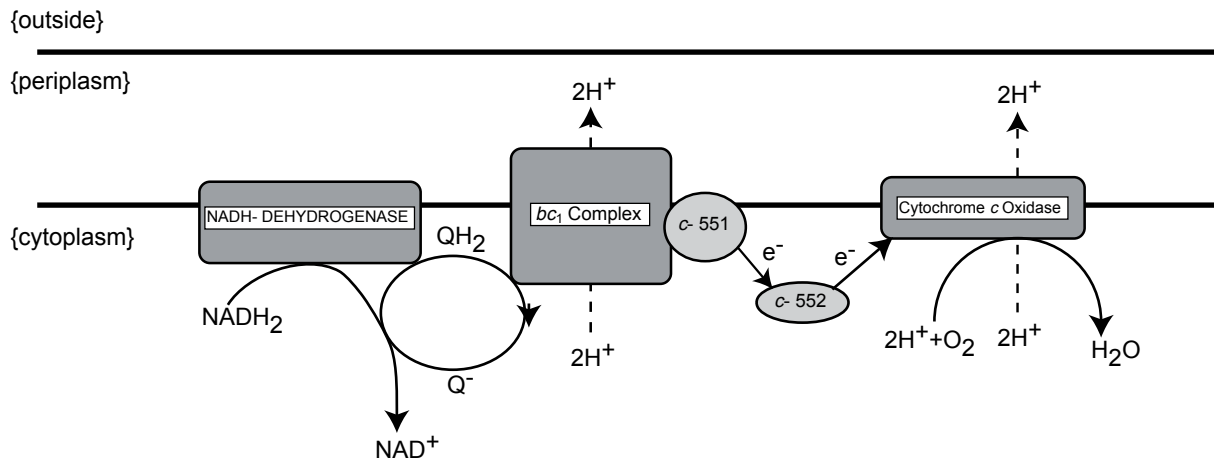 {outside}
{periplasm}
2H⁺
2H⁺
NADH- DEHYDROGENASE
bc₁ Complex
c- 551
Cytochrome c Oxidase
{cytoplasm}
QH₂
e⁻
e⁻
c- 552
NADH₂
2H⁺
2H⁺+O₂
2H⁺
H₂O
Q⁻
NAD⁺